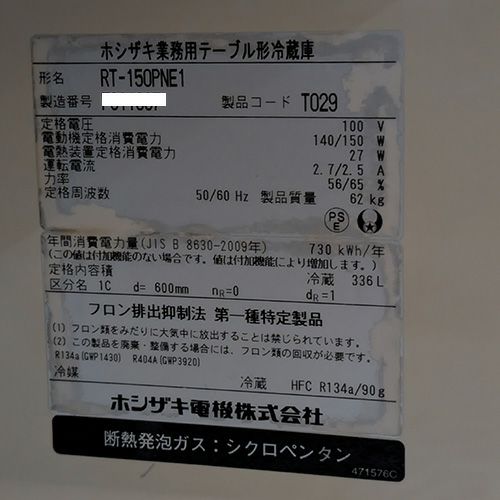 ホシザキ業務用テーブル形冷蔵庫
形名 RT-150PNE1
製造番号 製品コード T029
定格電圧 100 V
電動機定格消費電力 140/150 W
電熱装置定格消費電力 27 W
運転電流 2.7/2.5 A
力率 56/65 %
定格周波数 50/60 Hz 製品質量 62 kg
PS
E
年間消費電力量(JIS B 8630-2009年) 730 kWh/年
(この値は付加機能のない場合です。値は付加機能により増加します。)
定格内容積 冷蔵 336 L
区分名 1C d= 600mm nR=0 dR=1
フロン排出抑制法 第一種特定製品
(1) フロン類をみだりに大気中に放出することは禁じられています。
(2) この製品を廃棄・整備する場合には、フロン類の回収が必要です。
R134a(GWP1430) R404A(GWP3920)
冷媒 冷蔵 HFC R134a/90g
ホシザキ電機株式会社
断熱発泡ガス:シクロペンタン
471576C